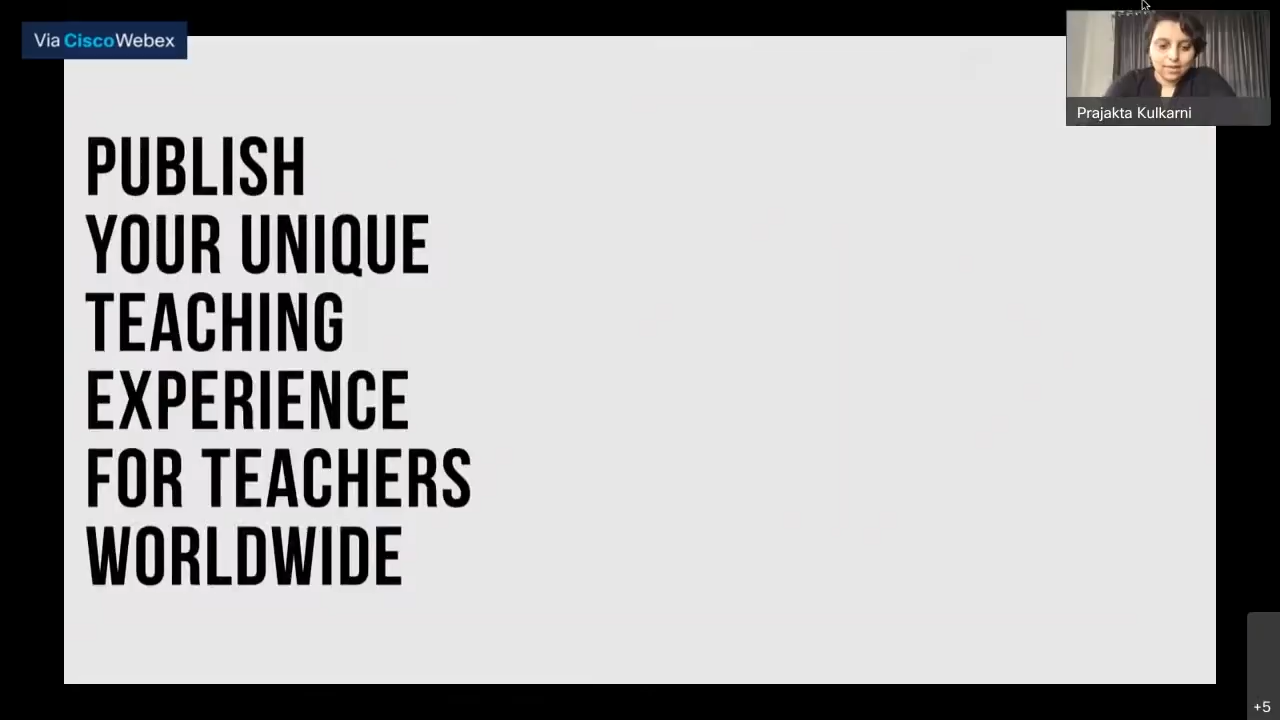 Via CiscoWebex
Prajakta Kulkarni
PUBLISH
YOUR UNIQUE
TEACHING
EXPERIENCE
FOR TEACHERS
WORLDWIDE
+5